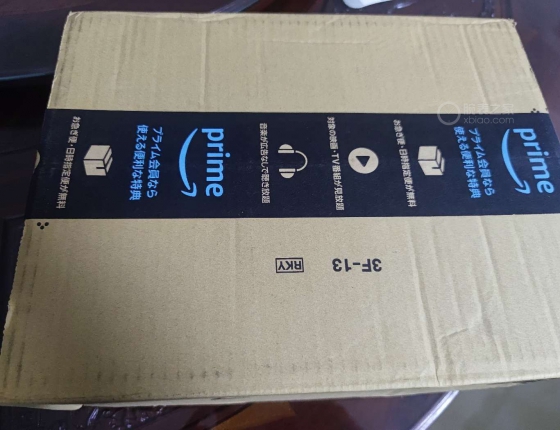 お急ぎ便・日時指定便が無料
prime
プライム会員なら
使える便利な特典
音楽が広告なしで聴き放題
対象の映画・TV番組が見放題
お急ぎ便・日時指定便が無料
prime
プライム会員なら
使える便利な特典
3F-13
RKY
xbiao.com